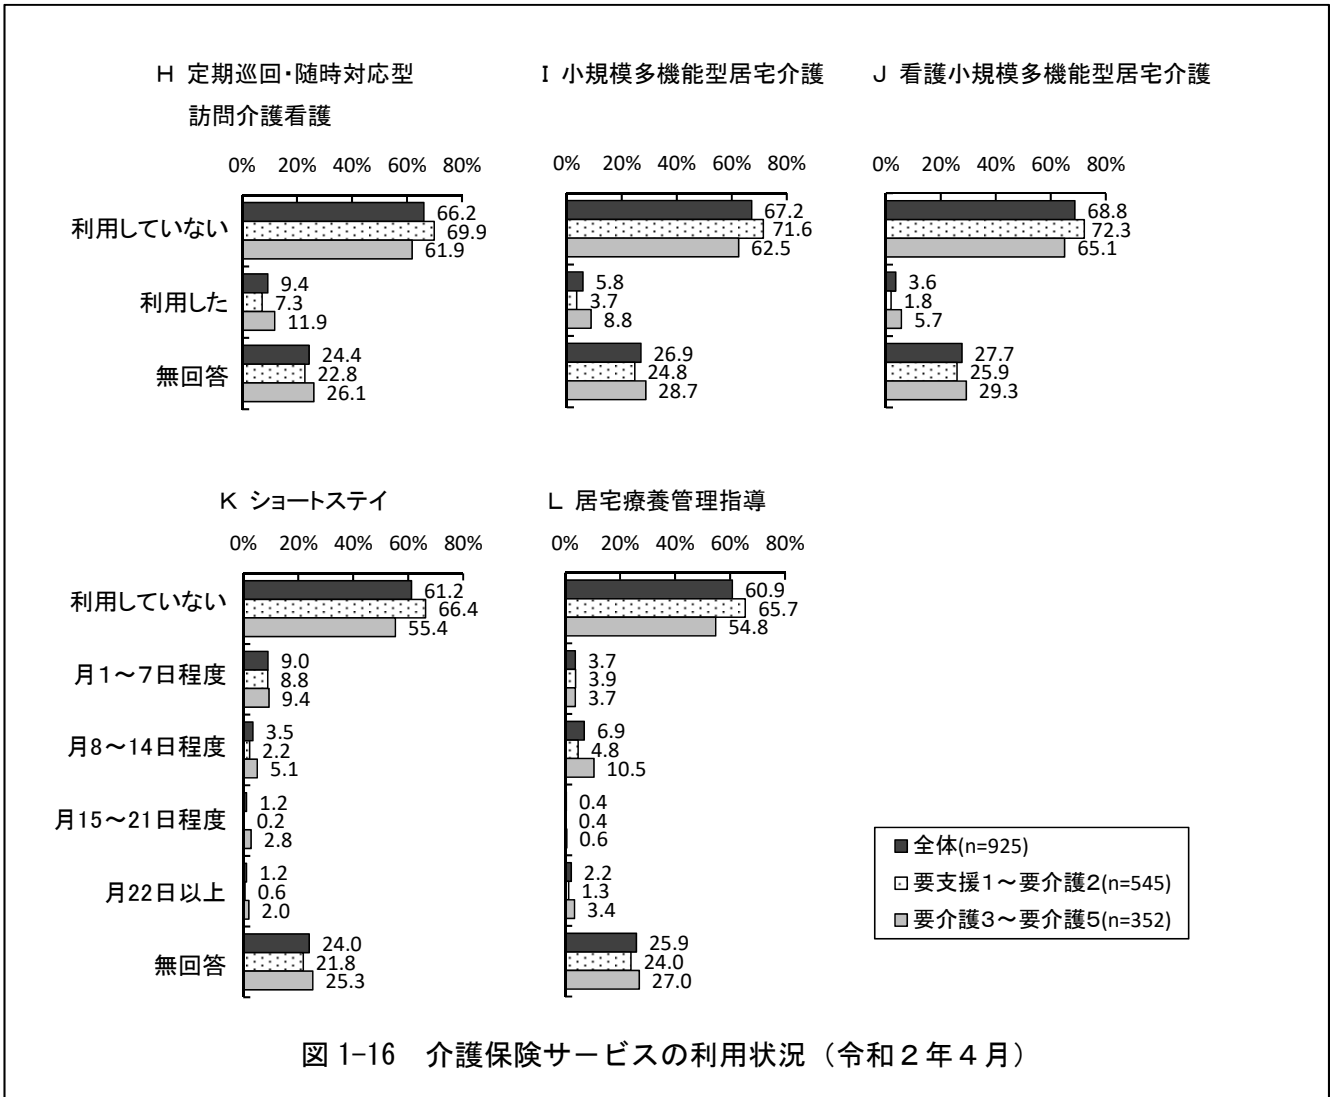 H 定期巡回・随時対応型
訪問介護看護
0% 20% 40% 60% 80%
利用していない
66.2
69.9
61.9
利用した
9.4
7.3
11.9
無回答
24.4
22.8
26.1
I 小規模多機能型居宅介護
0% 20% 40% 60% 80%
67.2
71.6
62.5
5.8
3.7
8.8
26.9
24.8
28.7
J 看護小規模多機能型居宅介護
0% 20% 40% 60% 80%
68.8
72.3
65.1
3.6
1.8
5.7
27.7
25.9
29.3
K ショートステイ
0% 20% 40% 60% 80%
利用していない
61.2
66.4
55.4
月1～7日程度
9.0
8.8
9.4
月8～14日程度
3.5
2.2
5.1
月15～21日程度
1.2
0.2
2.8
月22日以上
1.2
0.6
2.0
無回答
24.0
21.8
25.3
L 居宅療養管理指導
0% 20% 40% 60% 80%
60.9
65.7
54.8
3.7
3.9
3.7
6.9
4.8
10.5
0.4
0.4
0.6
2.2
1.3
3.4
25.9
24.0
27.0
全体(n=925)
要支援1～要介護2(n=545)
要介護3～要介護5(n=352)
図 1-16 介護保険サービスの利用状況（令和２年４月）